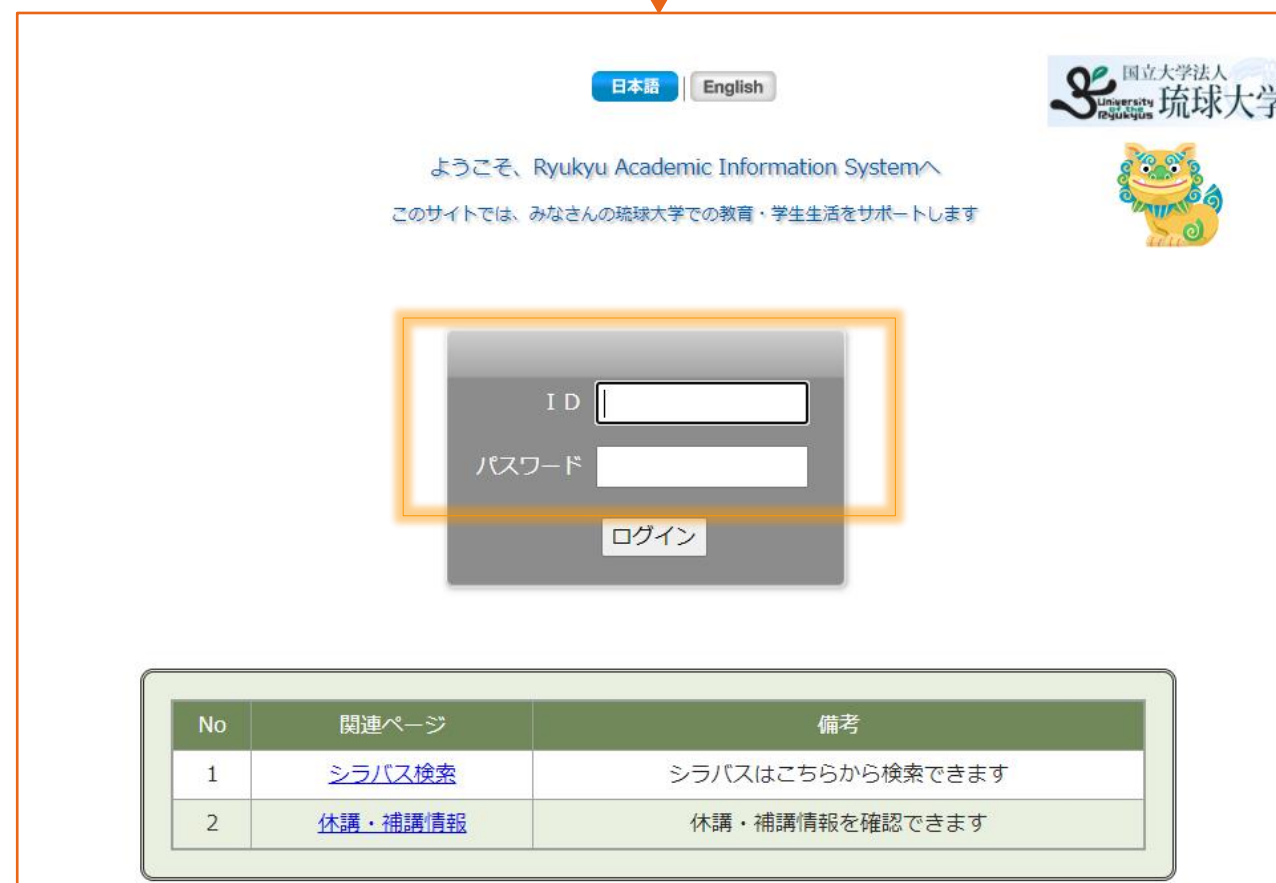 日本語 | English
国立大学法人
University of the Ryukyus 琉球大学
ようこそ、Ryukyu Academic Information Systemへ
このサイトでは、みなさんの琉球大学での教育・学生生活をサポートします
ＩＤ
パスワード
ログイン
No 関連ページ 備考
1 シラバス検索 シラバスはこちらから検索できます
2 休講・補講情報 休講・補講情報を確認できます